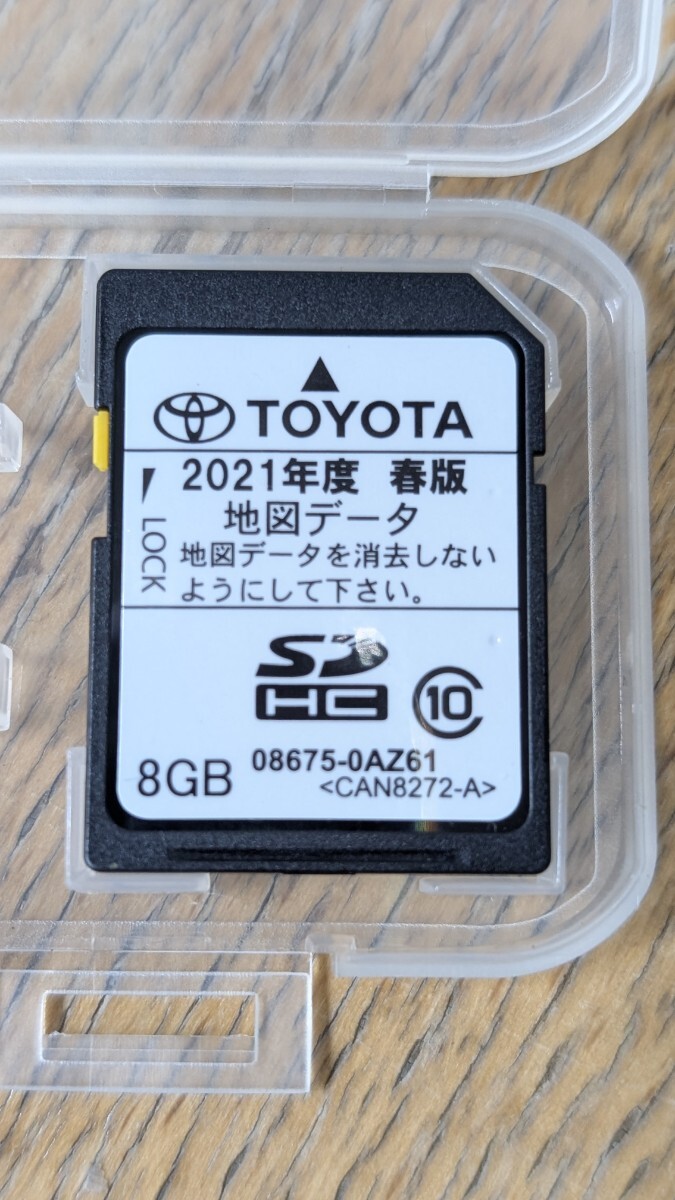 TOYOTA
2021年度 春版
地図データ
地図データを消去しない
ようにして下さい。
LOCK
SD
HC
10
8GB
08675-0AZ61
<CAN8272-A>